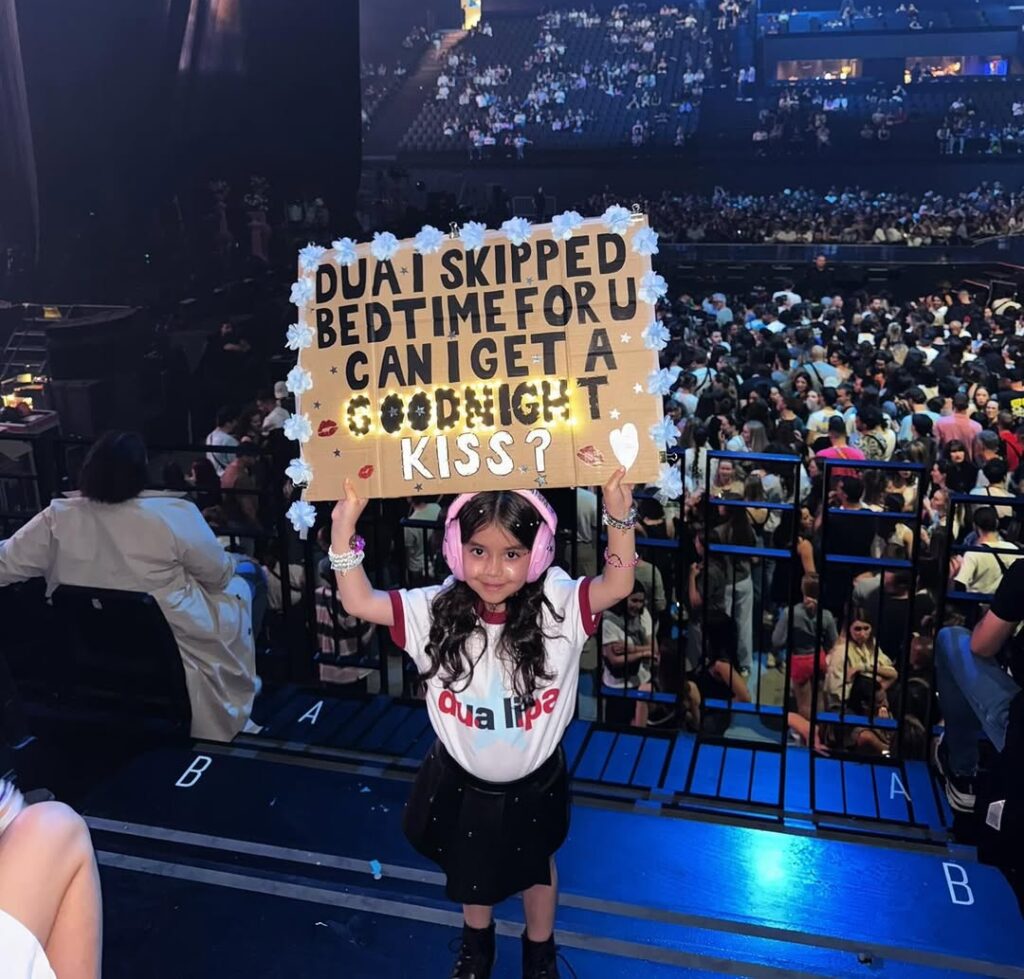 DUA I SKIPPED
BEDTIME FOR U
CAN I GET A
GOODNIGHT
KISS?
dua lipa
A
B
A
B